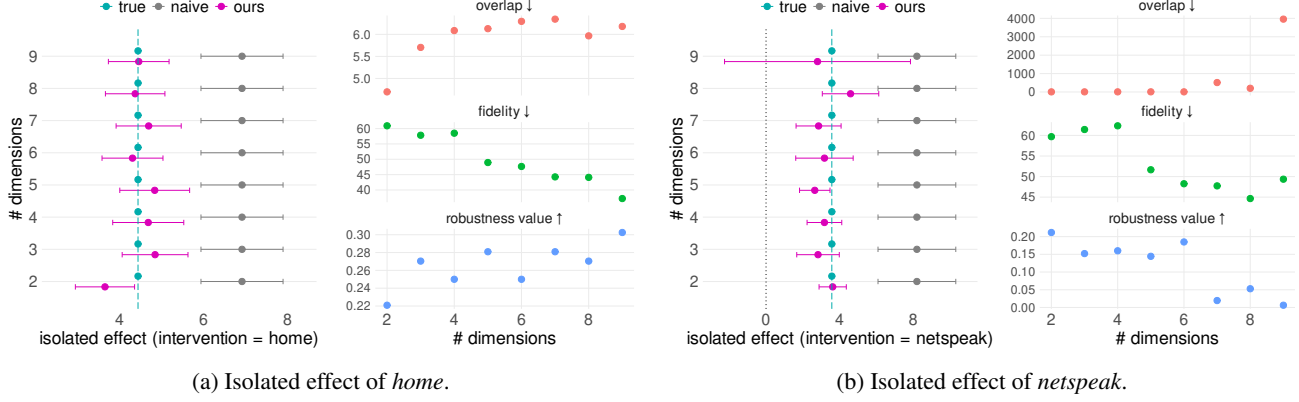 true naive ours
# dimensions
9
8
7
6
5
4
3
2
4 6 8
isolated effect (intervention = home)
overlap ↓
6.0
5.5
5.0
fidelity ↓
60
55
50
45
40
robustness value ↑
0.30
0.28
0.26
0.24
0.22
2 4 6 8
# dimensions
(a) Isolated effect of home.
true naive ours
# dimensions
9
8
7
6
5
4
3
2
0 4 8
isolated effect (intervention = netspeak)
overlap ↓
4000
3000
2000
1000
0
fidelity ↓
60
55
50
45
robustness value ↑
0.20
0.15
0.10
0.05
0.00
2 4 6 8
# dimensions
(b) Isolated effect of netspeak.